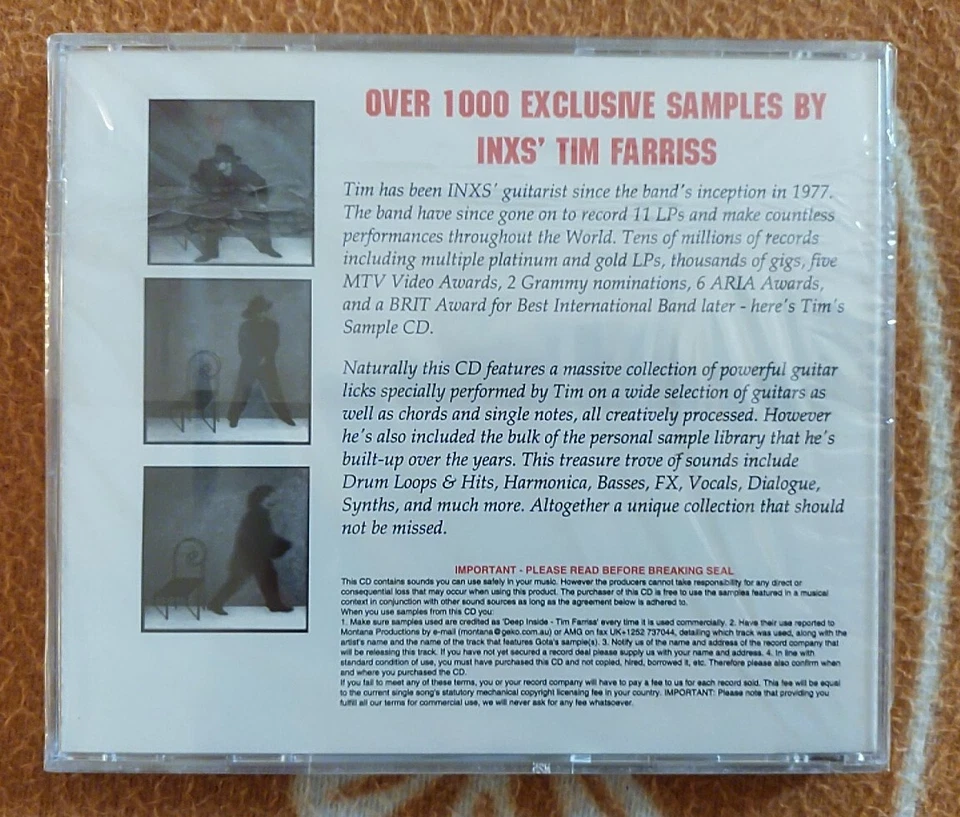 OVER 1000 EXCLUSIVE SAMPLES BY
INXS' TIM FARRISS
Tim has been INXS' guitarist since the band's inception in 1977.
The band have since gone on to record 11 LPs and make countless
performances throughout the World. Tens of millions of records
including multiple platinum and gold LPs, thousands of gigs, five
MTV Video Awards, 2 Grammy nominations, 6 ARIA Awards,
and a BRIT Award for Best International Band later - here's Tim's
Sample CD.
Naturally this CD features a massive collection of powerful guitar
licks specially performed by Tim on a wide selection of guitars as
well as chords and single notes, all creatively processed. However
he's also included the bulk of the personal sample library that he's
built-up over the years. This treasure trove of sounds include
Drum Loops & Hits, Harmonica, Basses, FX, Vocals, Dialogue,
Synths, and much more. Altogether a unique collection that should
not be missed.
IMPORTANT - PLEASE READ BEFORE BREAKING SEAL
This CD contains sounds you can use safely in your music. However the producers cannot take responsibility for any direct or
consequential loss that may occur when using this product. The purchaser of this CD is free to use the samples featured in a musical
context in conjunction with other sound sources as long as the agreement below is adhered to.
When you use samples from this CD you:
1. Make sure samples used are credited as 'Deep Inside - Tim Farriss' every time it is used commercially. 2. Have their use reported to
Montana Productions by e-mail (montana@geko.com.au) or AMG on fax UK+1252 737044, detailing which track was used, along with the
artist's name and the name of the track that features Gota's sample(s). 3. Notify us of the name and address of the record company that
will be releasing this track. If you have not yet secured a record deal please supply us with your name and address. 4. In line with
standard condition of use, you must have purchased this CD and not copied, hired, borrowed it, etc. Therefore please also confirm when
and where you purchased the CD.
If you fail to meet any of these terms, you or your record company will have to pay a fee to us for each record sold. This fee will be equal
to the current single song's statutory mechanical copyright licensing fee in your country. IMPORTANT: Please note that providing you
fulfill all our terms for commercial use, we will never ask for any fee whatsoever.